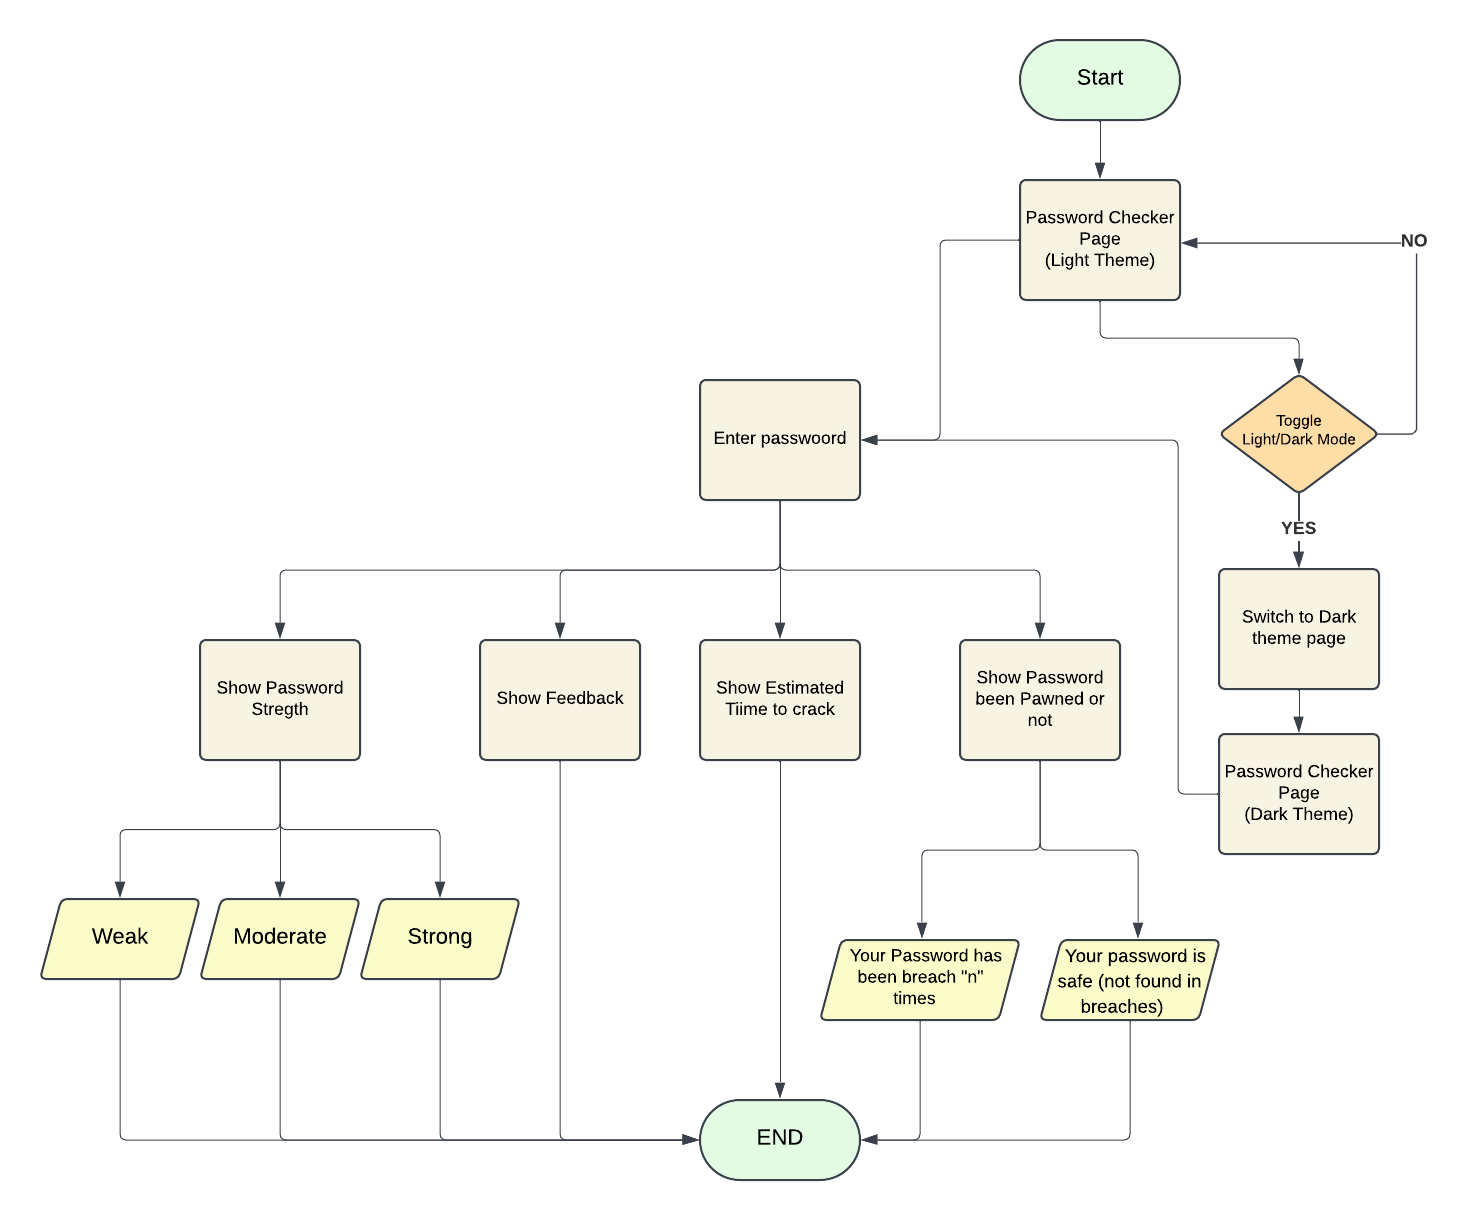 Start
Password Checker
Page
(Light Theme)
NO
Toggle
Light/Dark Mode
Enter passwoord
YES
Switch to Dark
theme page
Show Password
Stregth
Show Feedback
Show Estimated
Tiime to crack
Show Password
been Pawned or
not
Password Checker
Page
(Dark Theme)
Weak
Moderate
Strong
Your Password has
been breach "n"
times
Your password is
safe (not found in
breaches)
END